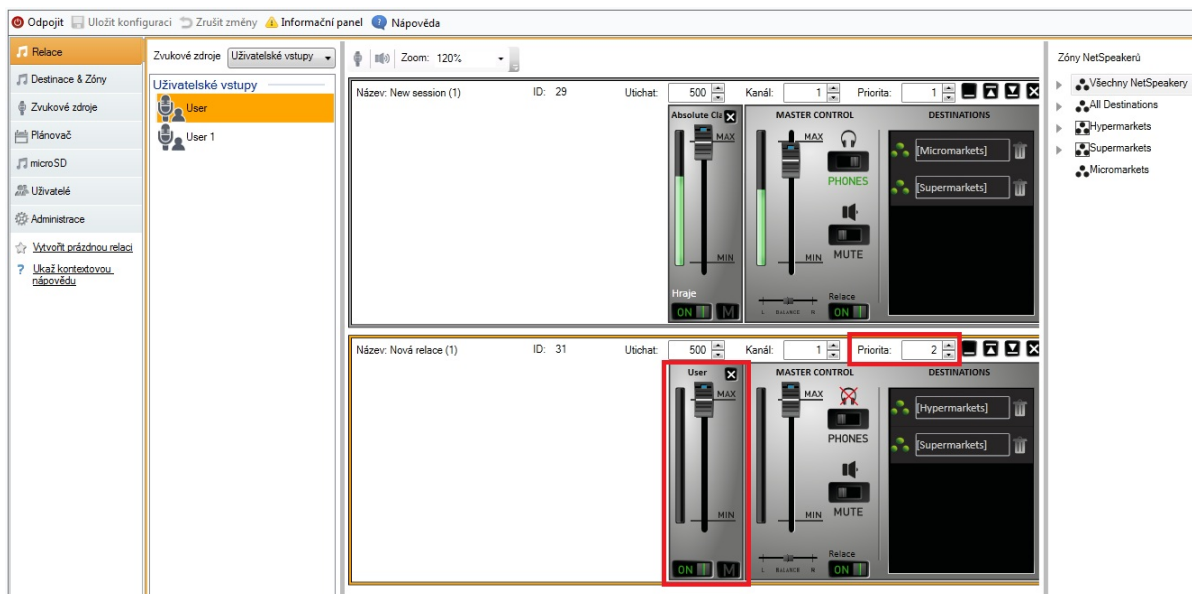 Odpojit Uložit konfiguraci Zrušit změny Informační panel Nápověda
Relace
Destinace & Zóny
Zvukové zdroje
Plánovač
microSD
Uživatelé
Administrace
Vytvořit prázdnou relaci
Ukaž kontextovou
nápovědu
Zvukové zdroje Uživatelské vstupy
Uživatelské vstupy
User
User 1
Zoom: 120%
Název: New session (1) ID: 29 Utichat: 500 Kanál: 1 Priorita: 1
Absolute Cla MASTER CONTROL DESTINATIONS
MAX MAX
[Micromarkets]
PHONES
[Supermarkets]
MUTE
MIN MIN
Hraje Relace
ON M L BALANCE R ON
Název: Nová relace (1) ID: 31 Utichat: 500 Kanál: 1 Priorita: 2
User MASTER CONTROL DESTINATIONS
MAX MAX
[Hypermarkets]
PHONES
[Supermarkets]
MUTE
MIN MIN
Relace
ON M L BALANCE R ON
Zóny NetSpeakerů
Všechny NetSpeakery
All Destinations
Hypermarkets
Supermarkets
Micromarkets